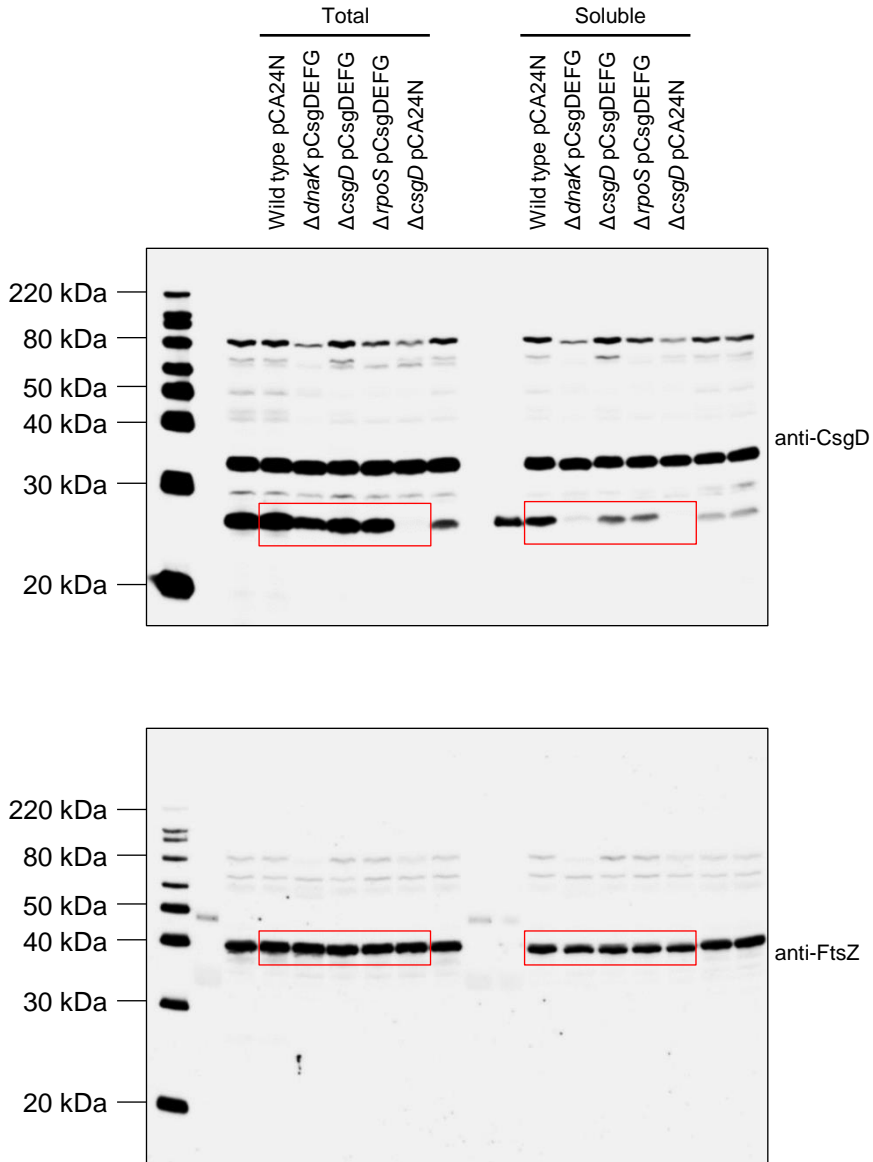 Total
Soluble
Wild type pCA24N
ΔdnaK pCsgDEFG
ΔcsgD pCsgDEFG
ΔrpoS pCsgDEFG
ΔcsgD pCA24N
Wild type pCA24N
ΔdnaK pCsgDEFG
ΔcsgD pCsgDEFG
ΔrpoS pCsgDEFG
ΔcsgD pCA24N
220 kDa
80 kDa
50 kDa
40 kDa
30 kDa
20 kDa
anti-CsgD
220 kDa
80 kDa
50 kDa
40 kDa
30 kDa
20 kDa
anti-FtsZ